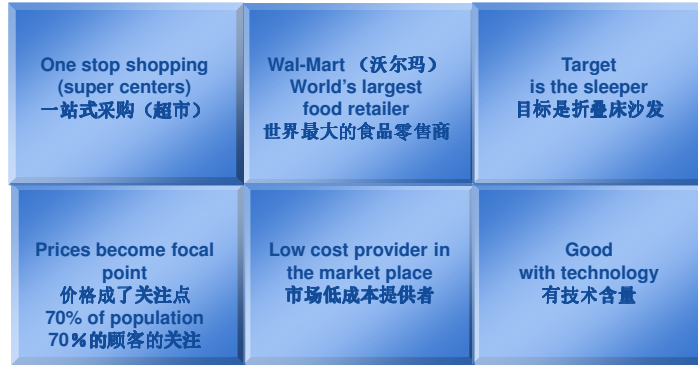 One stop shopping
(super centers)
一站式采购（超市）
Wal-Mart （沃尔玛）
World's largest
food retailer
世界最大的食品零售商
Target
is the sleeper
目标是折叠床沙发
Prices become focal
point
价格成了关注点
70% of population
70％的顾客的关注
Low cost provider in
the market place
市场低成本提供者
Good
with technology
有技术含量